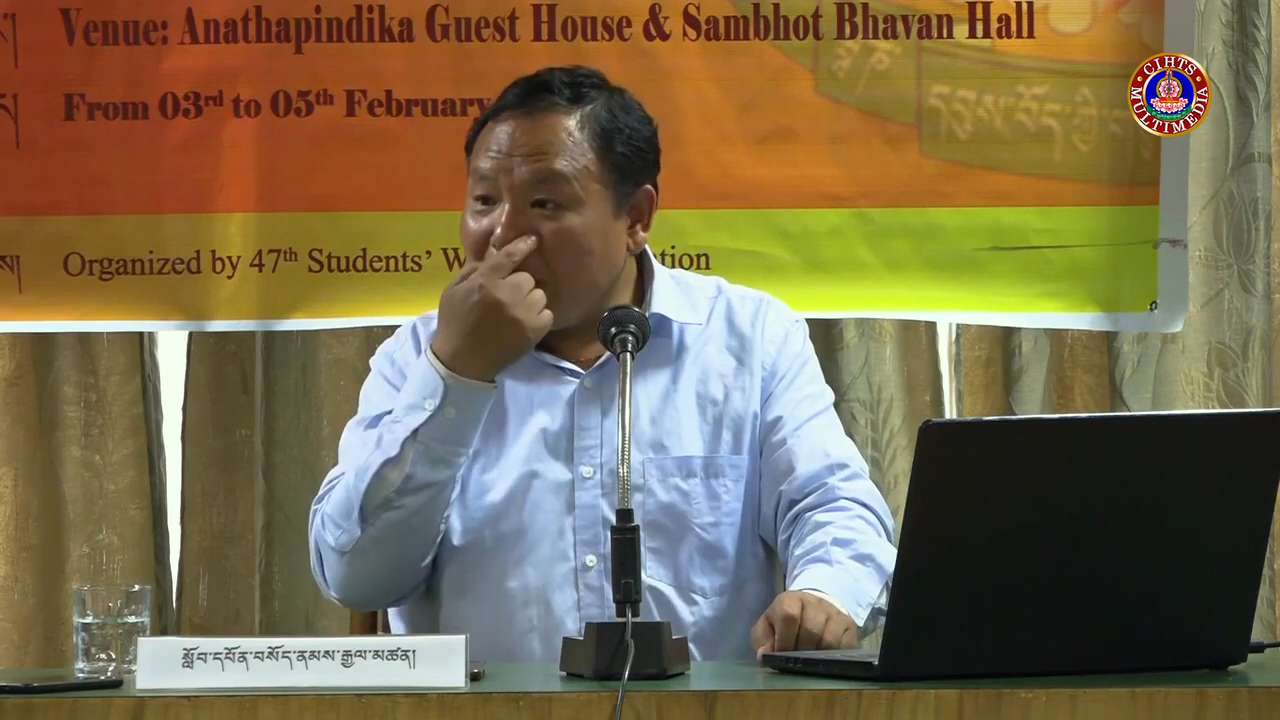 Venue: Anathapindika Guest House & Sambhot Bhavan Hall
From 03rd to 05th February
Organized by 47th Students' W
tion
CIHTS
MULTIMEDIA
སློབ་དཔོན་བསོད་ནམས་རྒྱལ་མཚན།